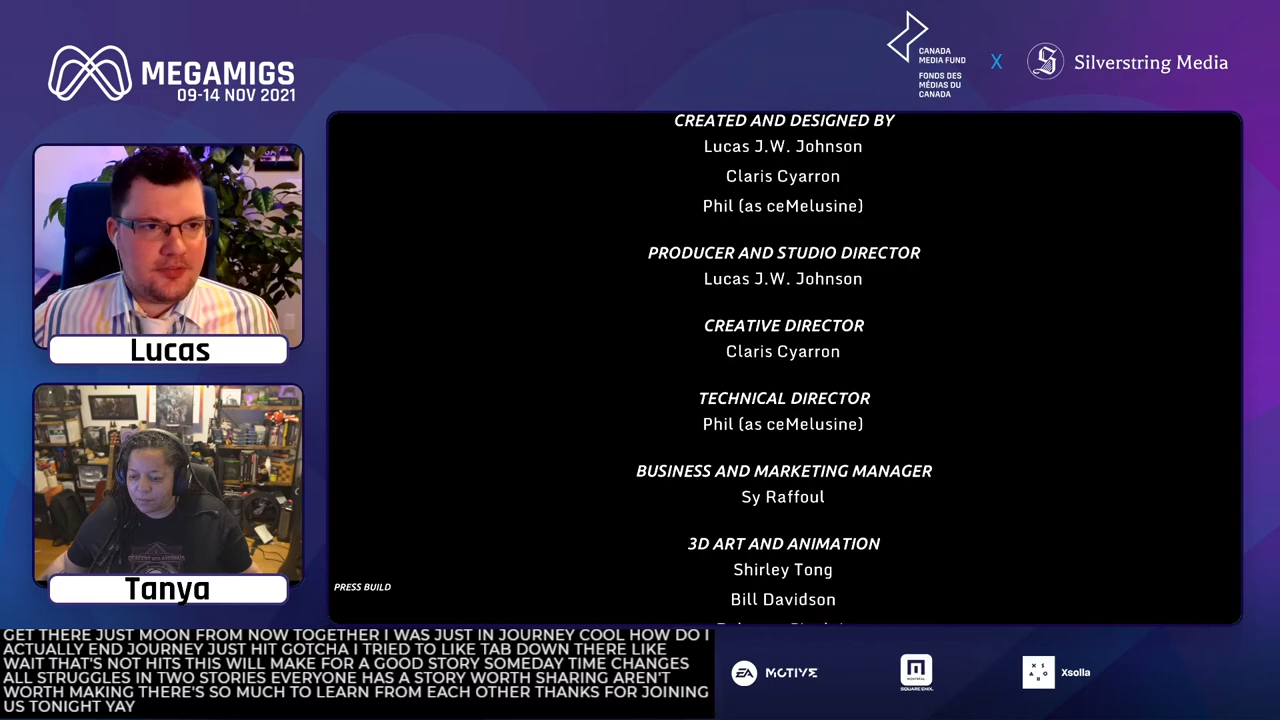 MEGAMIGS
09-14 NOV 2021
CANADA
MEDIA FUND
FONDS DES
MÉDIAS DU
CANADA
X
S
Silverstring Media
Lucas
Tanya
CREATED AND DESIGNED BY
Lucas J.W. Johnson
Claris Cyarron
Phil (as ceMelusine)
PRODUCER AND STUDIO DIRECTOR
Lucas J.W. Johnson
CREATIVE DIRECTOR
Claris Cyarron
TECHNICAL DIRECTOR
Phil (as ceMelusine)
BUSINESS AND MARKETING MANAGER
Sy Raffoul
3D ART AND ANIMATION
Shirley Tong
Bill Davidson
PRESS BUILD
GET THERE JUST MOON FROM NOW TOGETHER I WAS JUST IN JOURNEY COOL HOW DO I
ACTUALLY END JOURNEY JUST HIT GOTCHA I TRIED TO LIKE TAB DOWN THERE LIKE
WAIT THAT'S NOT HITS THIS WILL MAKE FOR A GOOD STORY SOMEDAY TIME CHANGES
ALL STRUGGLES IN TWO STORIES EVERYONE HAS A STORY WORTH SHARING AREN'T
WORTH MAKING THERE'S SO MUCH TO LEARN FROM EACH OTHER THANKS FOR JOINING
US TONIGHT YAY
EA MOTIVE
SQUARE ENIX
MONTRÉAL
XSOLLA
Xsolla